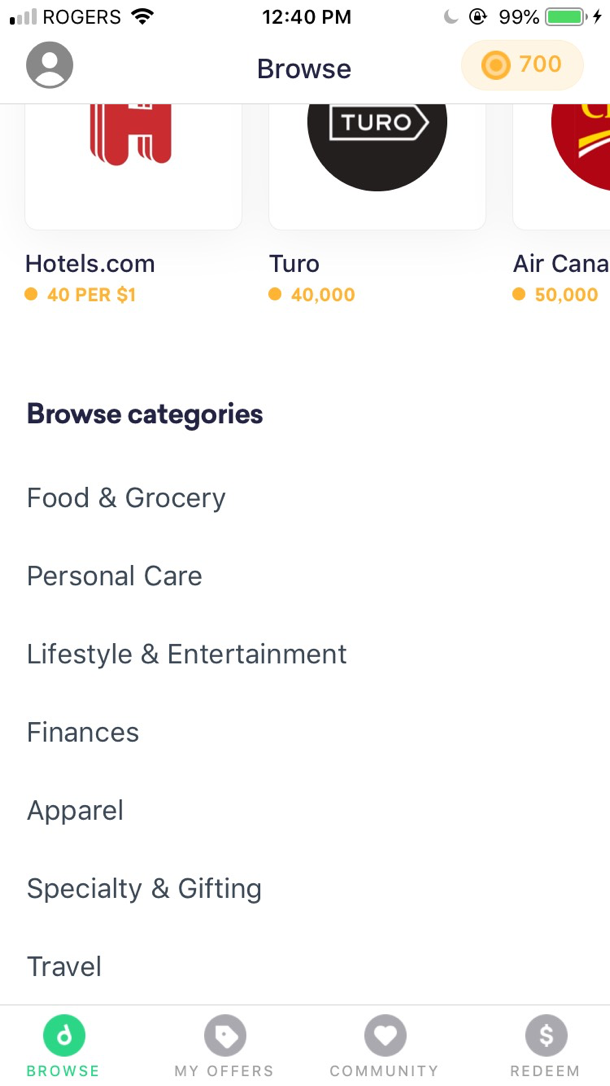 ROGERS 12:40 PM 99%
Browse 700
TURO
Hotels.com Turo Air Cana
40 PER $1 40,000 50,000
Browse categories
Food & Grocery
Personal Care
Lifestyle & Entertainment
Finances
Apparel
Specialty & Gifting
Travel
BROWSE MY OFFERS COMMUNITY REDEEM